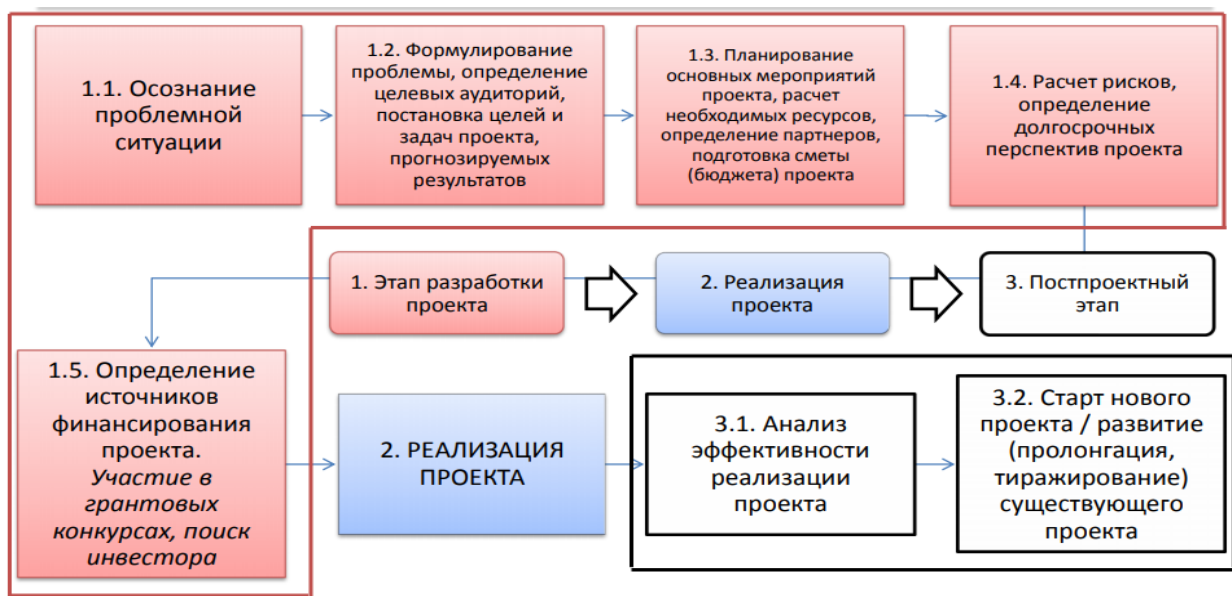 1.1. Осознание
проблемной
ситуации
1.2. Формулирование
проблемы, определение
целевых аудиторий,
постановка целей и
задач проекта,
прогнозируемых
результатов
1.3. Планирование
основных мероприятий
проекта, расчет
необходимых ресурсов,
определение партнеров,
подготовка сметы
(бюджета) проекта
1.4. Расчет рисков,
определение
долгосрочных
перспектив проекта
1. Этап разработки
проекта
2. Реализация
проекта
3. Постпроектный
этап
1.5. Определение
источников
финансирования
проекта.
Участие в
грантовых
конкурсах, поиск
инвестора
2. РЕАЛИЗАЦИЯ
ПРОЕКТА
3.1. Анализ
эффективности
реализации
проекта
3.2. Старт нового
проекта / развитие
(пролонгация,
тиражирование)
существующего
проекта